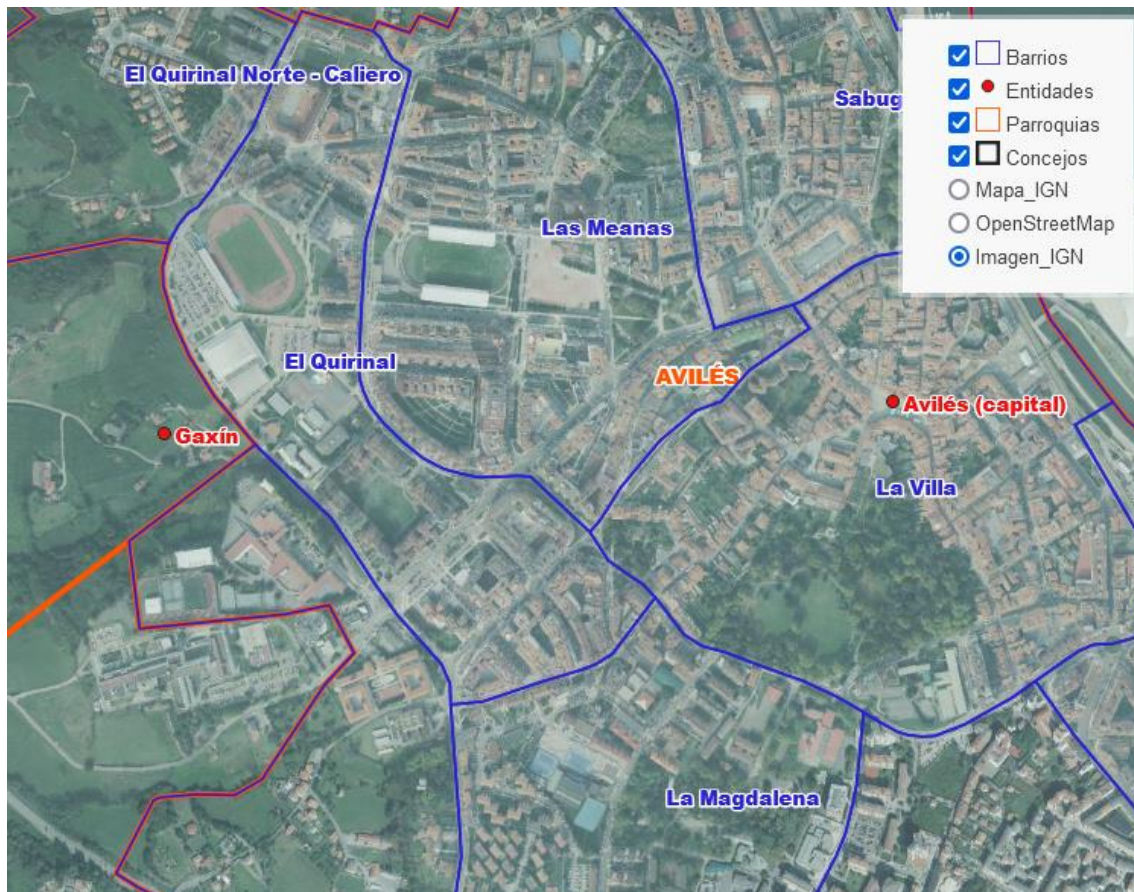 El Quirinal Norte - Caliero
Sabug
Barrios
Entidades
Parroquias
Concejos
Mapa_IGN
OpenStreetMap
Imagen_IGN
Las Meanas
El Quirinal
AVILÉS
Avilés (capital)
Gaxín
La Villa
La Magdalena